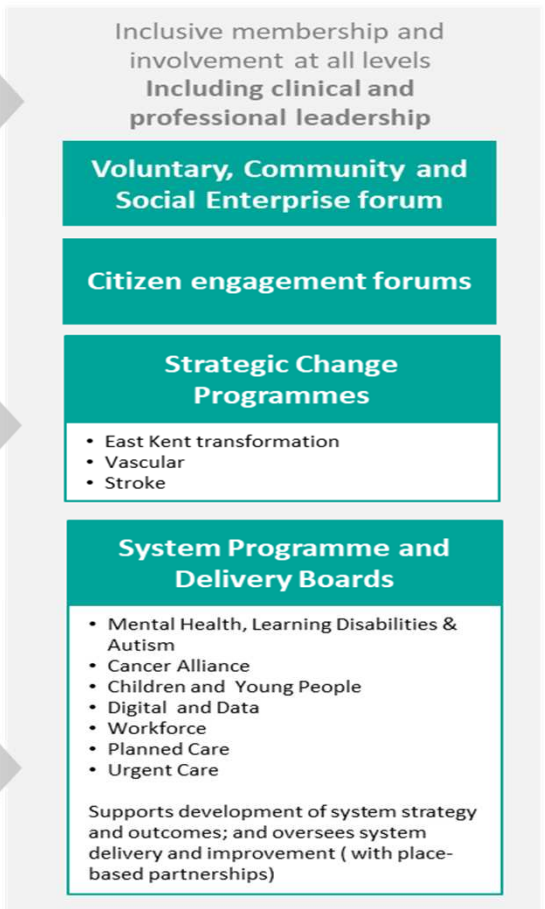 Inclusive membership and
involvement at all levels
Including clinical and
professional leadership
Voluntary, Community and
Social Enterprise forum
Citizen engagement forums
Strategic Change
Programmes
• East Kent transformation
• Vascular
• Stroke
System Programme and
Delivery Boards
• Mental Health, Learning Disabilities &
Autism
• Cancer Alliance
• Children and Young People
• Digital and Data
• Workforce
• Planned Care
• Urgent Care
Supports development of system strategy
and outcomes; and oversees system
delivery and improvement ( with place-
based partnerships)